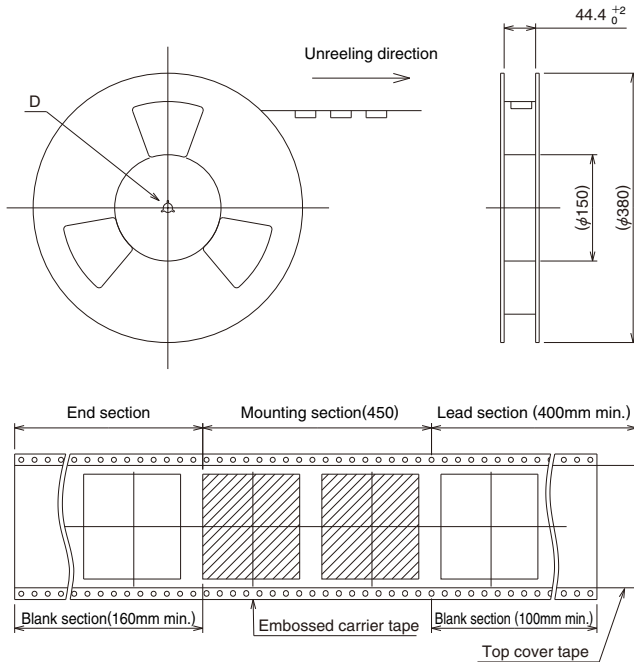 44.4 +2 0
Unreeling direction
D
(φ150)
(φ380)
End section
Mounting section(450)
Lead section (400mm min.)
Blank section(160mm min.)
Embossed carrier tape
Blank section (100mm min.)
Top cover tape